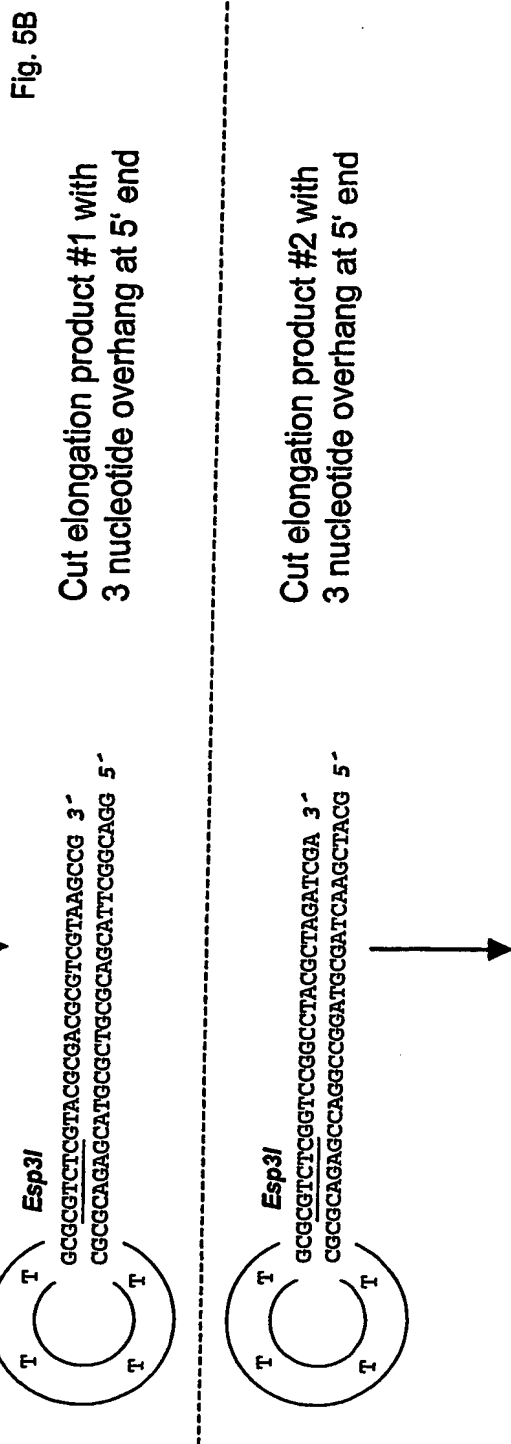 Fig. 5B
Esp3I
T T
GCGCGTCTCGTACGCGACGCGTCGTAAGCCG 3´
CGCGCAGAGCATGCGCTGCGCAGCATTCGGCAGG 5´
T T
Cut elongation product #1 with
3 nucleotide overhang at 5' end
Esp3I
T T
GCGCGTCTCGGTCCGGCCTACGCTAGATCGA 3´
CGCGCAGAGCCAGGCCGGATGCGATCAAGCTACG 5´
T T
Cut elongation product #2 with
3 nucleotide overhang at 5' end